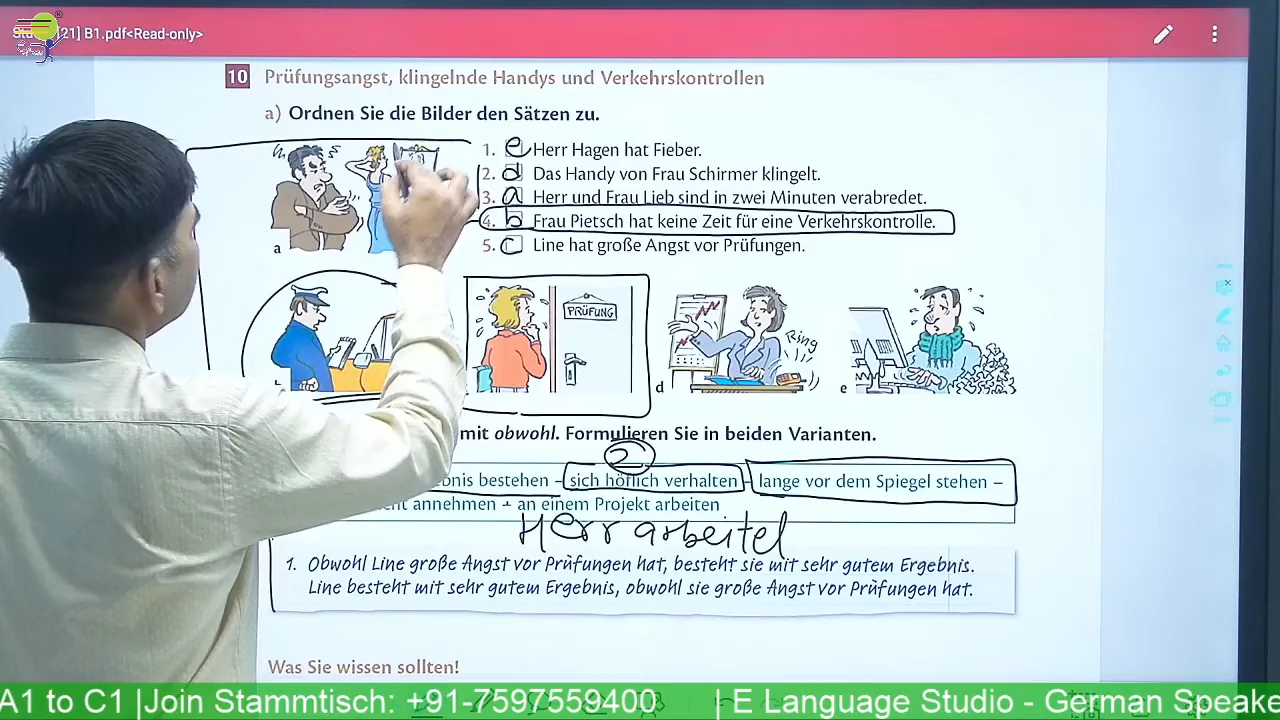 B1.pdf<Read-only>
10 Prüfungsangst, klingelnde Handys und Verkehrskontrollen
a) Ordnen Sie die Bilder den Sätzen zu.
1. e Herr Hagen hat Fieber.
2. d Das Handy von Frau Schirmer klingelt.
3. a Herr und Frau Lieb sind in zwei Minuten verabredet.
4. b Frau Pietsch hat keine Zeit für eine Verkehrskontrolle.
5. c Line hat große Angst vor Prüfungen.
a
PRÜFUNG
Ring
d
e
mit obwohl. Formulieren Sie in beiden Varianten.
2
bestehen – sich höflich verhalten – lange vor dem Spiegel stehen –
annehmen – an einem Projekt arbeiten
Herr arbeitet
1. Obwohl Line große Angst vor Prüfungen hat, besteht sie mit sehr gutem Ergebnis.
Line besteht mit sehr gutem Ergebnis, obwohl sie große Angst vor Prüfungen hat.
Was Sie wissen sollten!
A1 to C1 |Join Stammtisch: +91-7597559400 | E Language Studio - German Speake